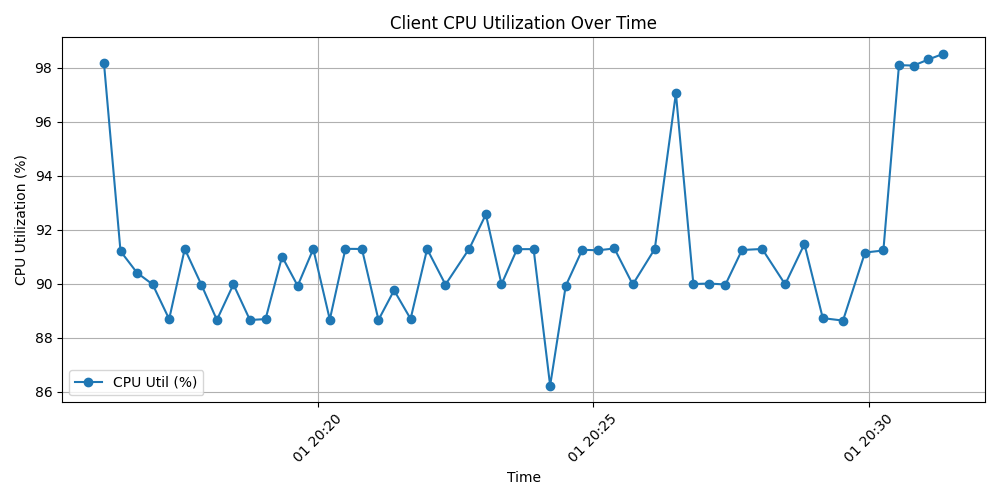 Client CPU Utilization Over Time
CPU Utilization (%)
98
96
94
92
90
88
86
CPU Util (%)
01 20:20
01 20:25
01 20:30
Time